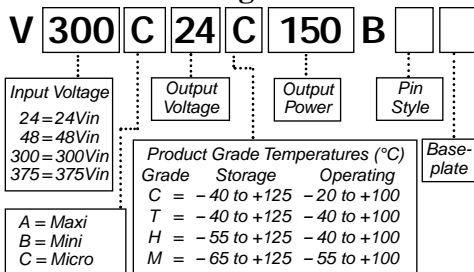 V 300 C 24 C 150 B
Input Voltage
24 = 24Vin
48 = 48Vin
300 = 300Vin
375 = 375Vin
Output
Voltage
Output
Power
Pin
Style
Base-
plate
A = Maxi
B = Mini
C = Micro
Product Grade Temperatures (°C)
Grade Storage Operating
C = – 40 to +125 – 20 to +100
T = – 40 to +125 – 40 to +100
H = – 55 to +125 – 40 to +100
M = – 65 to +125 – 55 to +100